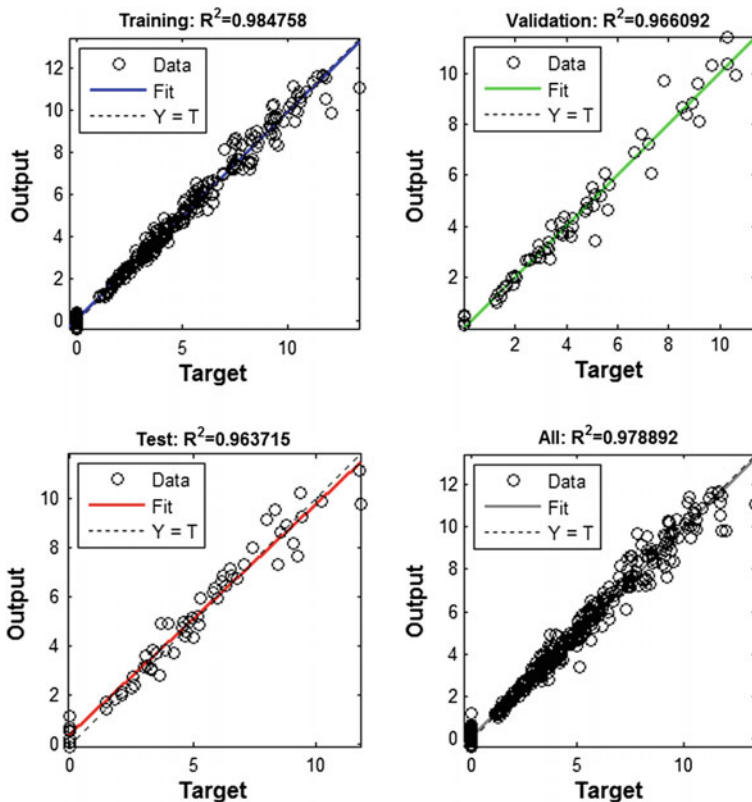 Training: R²=0.984758
12
10
8
6
4
2
0
Output
Data
Fit
Y = T
0
5
10
Target
Validation: R²=0.966092
10
8
6
4
2
Output
Data
Fit
Y = T
2
4
6
8
10
Target
Test: R²=0.963715
10
8
6
4
2
0
Output
Data
Fit
Y = T
0
5
10
Target
All: R²=0.978892
12
10
8
6
4
2
0
Output
Data
Fit
Y = T
0
5
10
Target